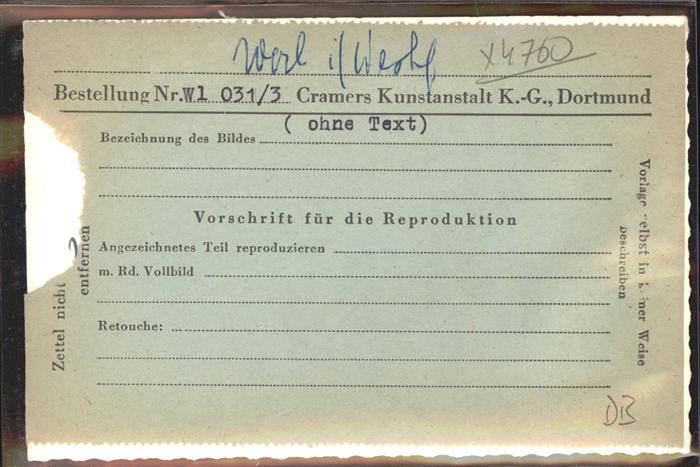 Werl i/Westf x4760
Bestellung Nr. Wl 031/3 Cramers Kunstanstalt K.-G., Dortmund
( ohne Text)
Bezeichnung des Bildes
Vorschrift für die Reproduktion
Angezeichnetes Teil reproduzieren
m. Rd. Vollbild
Retouche:
Zettel nicht
entfernen
Vorlage selbst in keiner Weise
beschreiben
DB